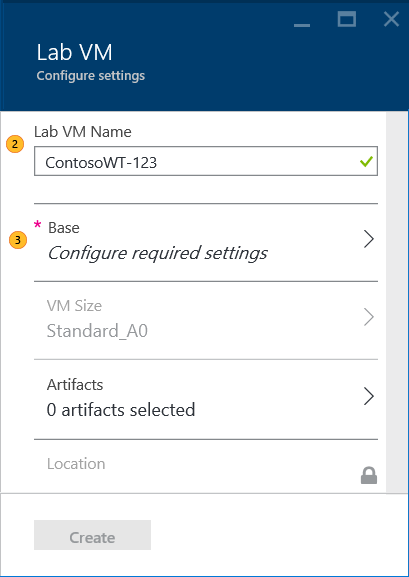 Lab VM
Configure settings
Lab VM Name
2
ContosoWT-123
* Base
3
Configure required settings
VM Size
Standard_A0
Artifacts
0 artifacts selected
Location
Create